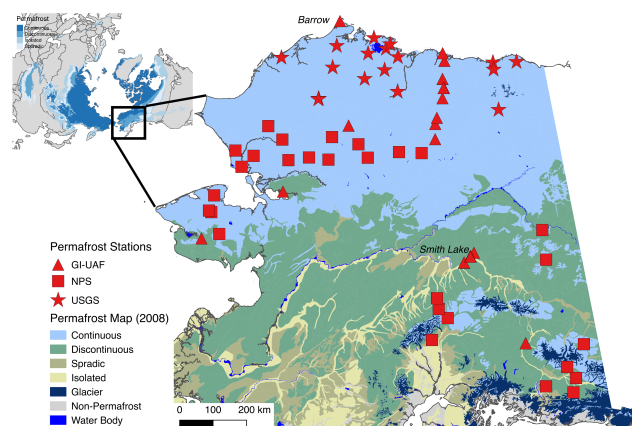 Permafrost
Continuous
Discontinuous
Isolated
Spradic
Barrow
Smith Lake
Permafrost Stations
GI-UAF
NPS
USGS
Permafrost Map (2008)
Continuous
Discontinuous
Spradic
Isolated
Glacier
Non-Permafrost
Water Body
0 100 200 km